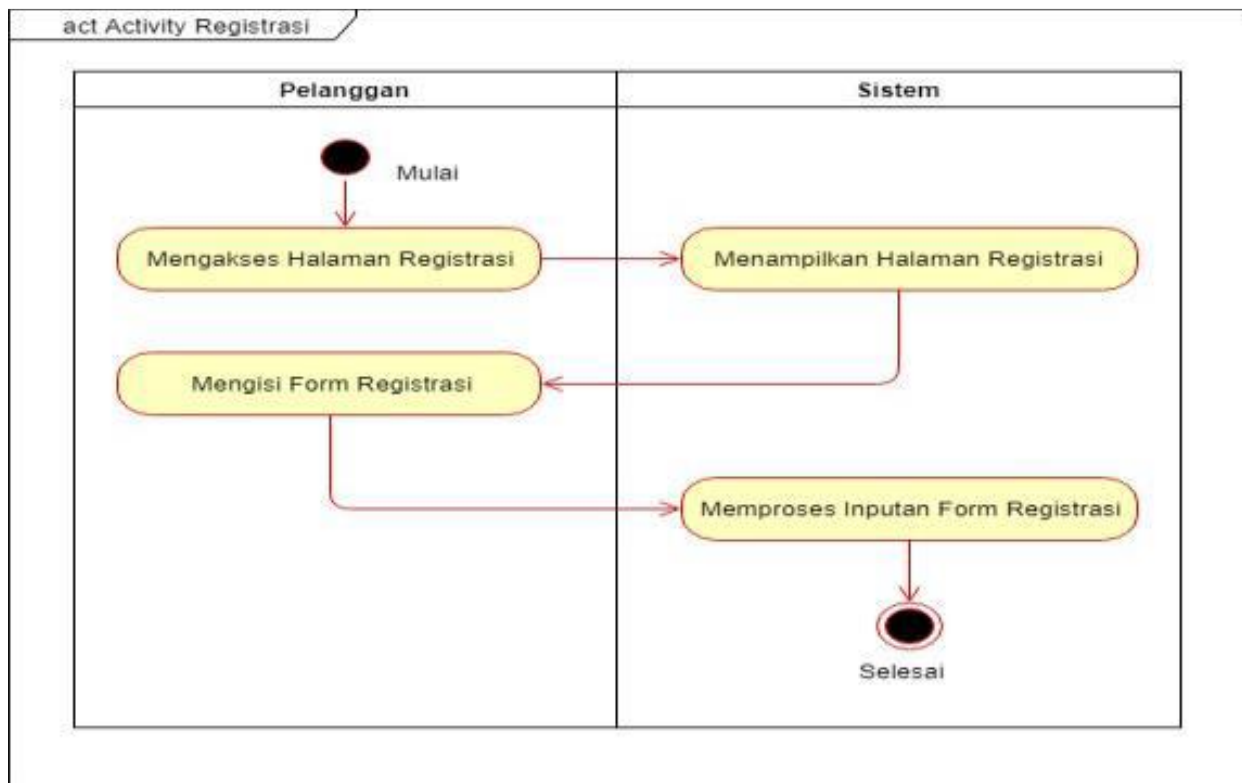 act Activity Registrasi
Pelanggan
Sistem
Mulai
Mengakses Halaman Registrasi
Menampilkan Halaman Registrasi
Mengisi Form Registrasi
Memproses Inputan Form Registrasi
Selesai